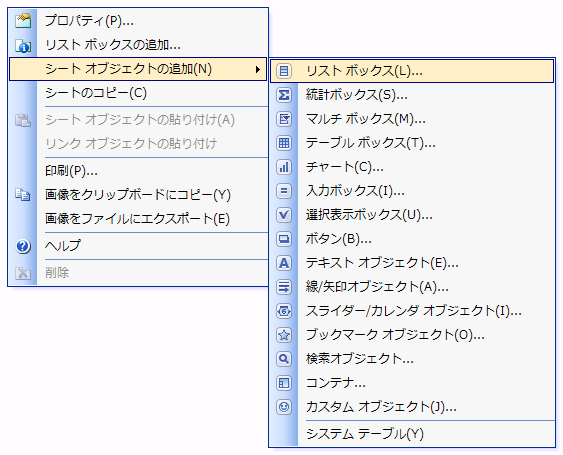 プロパティ(P)...
リスト ボックスの追加...
シート オブジェクトの追加(N)
シートのコピー(C)
シート オブジェクトの貼り付け(A)
リンク オブジェクトの貼り付け
印刷(P)...
画像をクリップボードにコピー(Y)
画像をファイルにエクスポート(E)
ヘルプ
削除
リスト ボックス(L)...
統計ボックス(S)...
マルチ ボックス(M)...
テーブル ボックス(T)...
チャート(C)...
入力ボックス(I)...
選択表示ボックス(U)...
ボタン(B)...
テキスト オブジェクト(E)...
線/矢印オブジェクト(A)...
スライダー/カレンダ オブジェクト(I)...
ブックマーク オブジェクト(O)...
検索オブジェクト...
コンテナ...
カスタム オブジェクト(J)...
システム テーブル(Y)